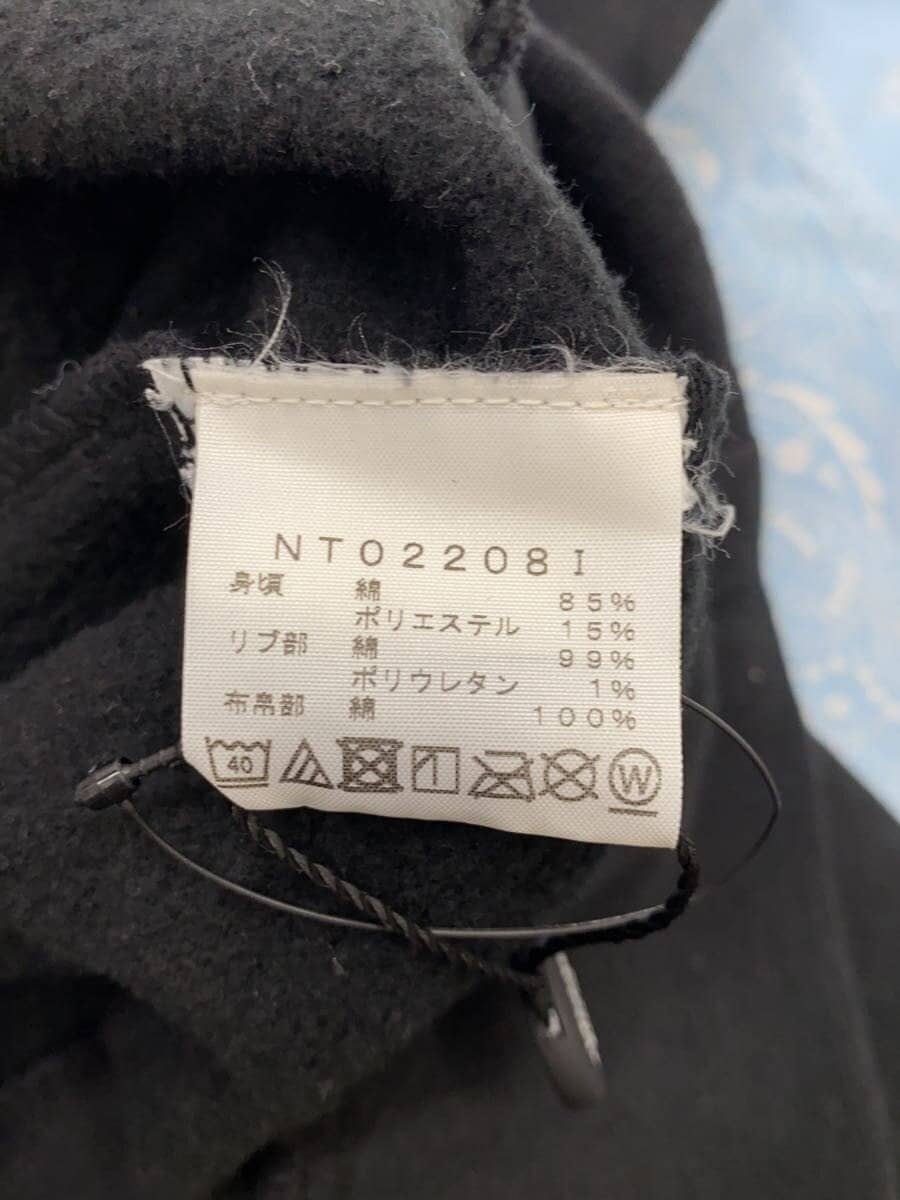 NT02208I
身頃 綿 85%
ポリエステル 15%
リブ部 綿 99%
ポリウレタン 1%
布帛部 綿 100%
40 W